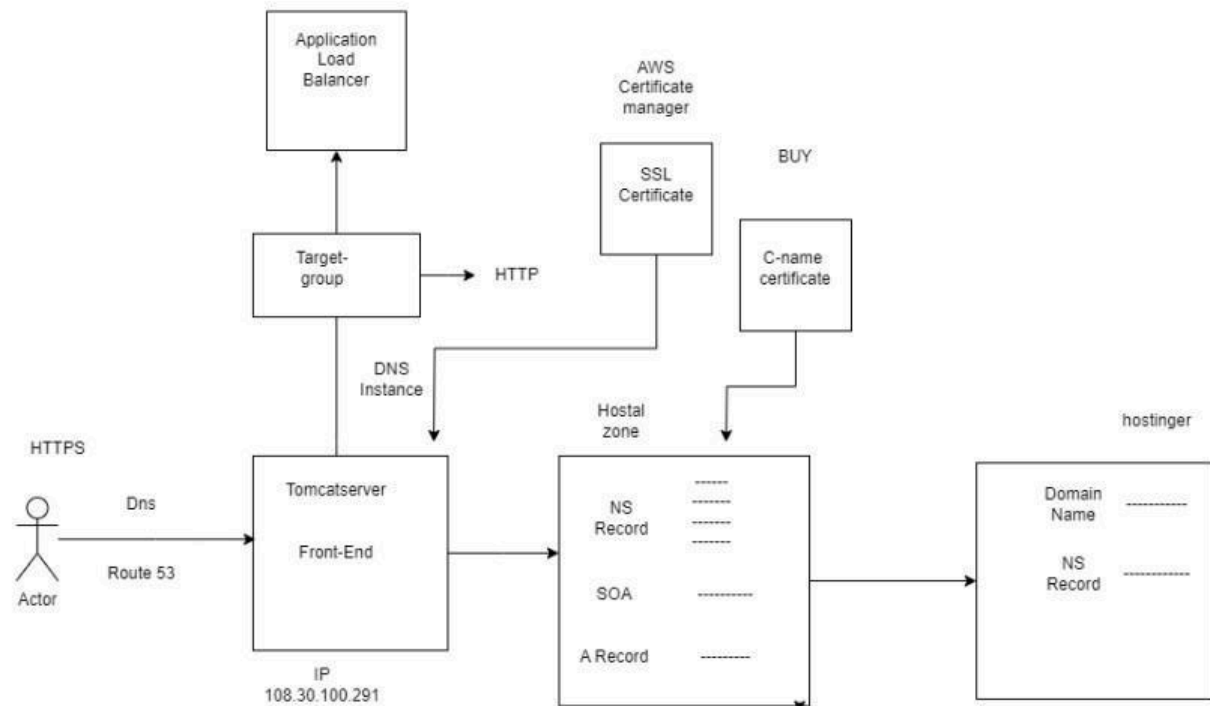 Application
Load
Balancer
AWS
Certificate
manager
BUY
SSL
Certificate
Target-
group
HTTP
C-name
certificate
DNS
Instance
Hostal
zone
hostinger
HTTPS
Dns
Route 53
Actor
Tomcatserver
Front-End
IP
108.30.100.291
NS
Record
SOA
A Record
Domain
Name
NS
Record